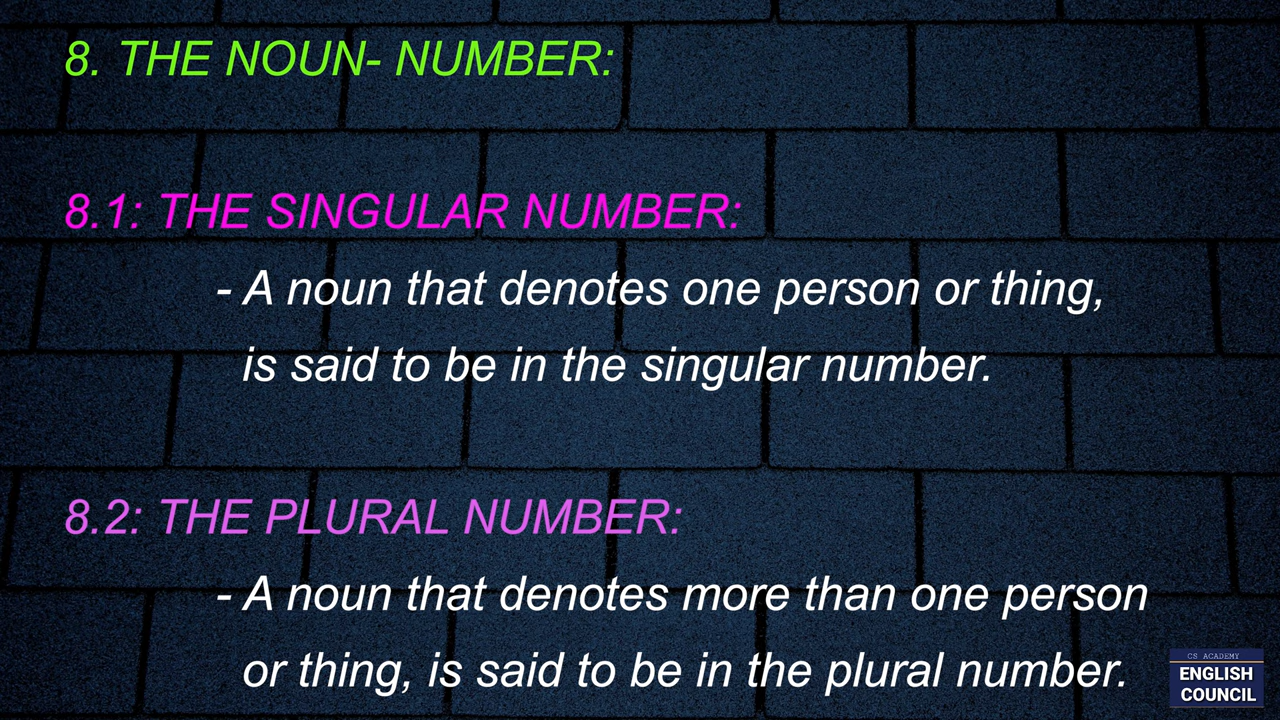 8. THE NOUN- NUMBER:
8.1: THE SINGULAR NUMBER:
- A noun that denotes one person or thing,
is said to be in the singular number.
8.2: THE PLURAL NUMBER:
- A noun that denotes more than one person
or thing, is said to be in the plural number.
CS ACADEMY
ENGLISH
COUNCIL